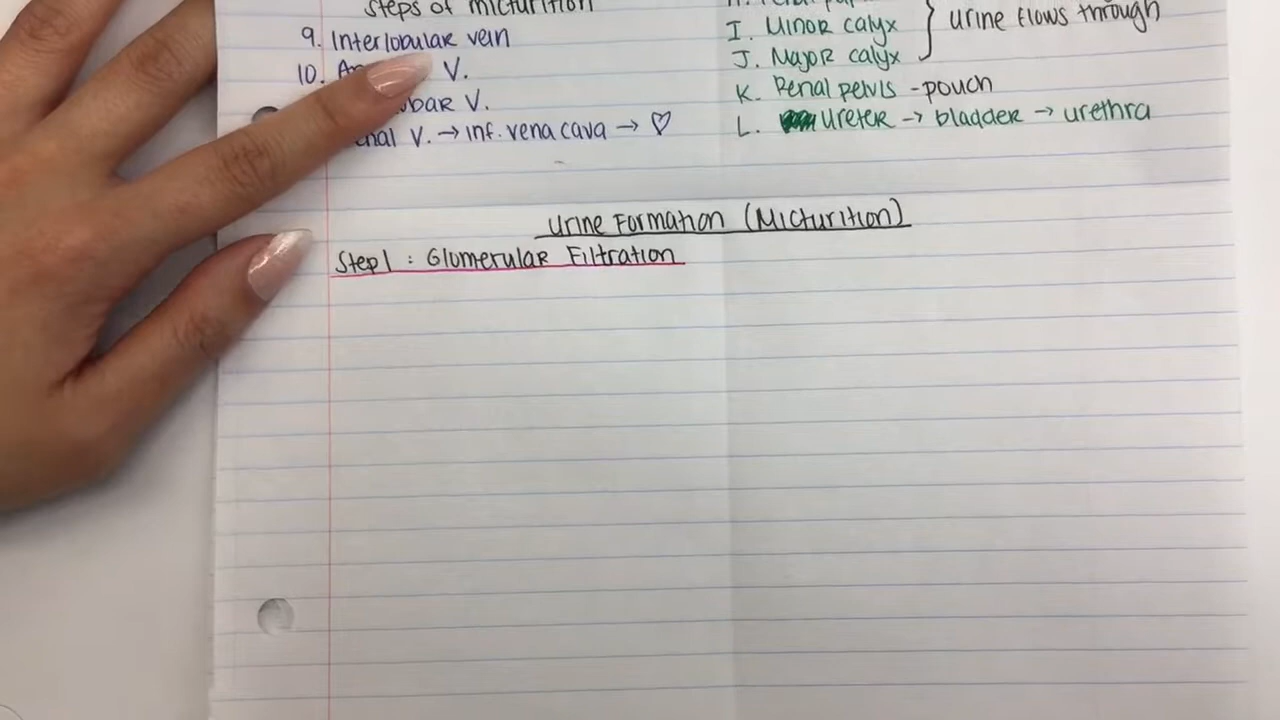 steps of micturition
9. Interlobular vein
10. V.
V.
V. → inf. vena cava → ♡
I. Minor calyx
J. Major calyx
} urine flows through
K. Renal pelvis - pouch
L. ureter → bladder → urethra
Urine Formation (Micturition)
Step 1 : Glomerular Filtration